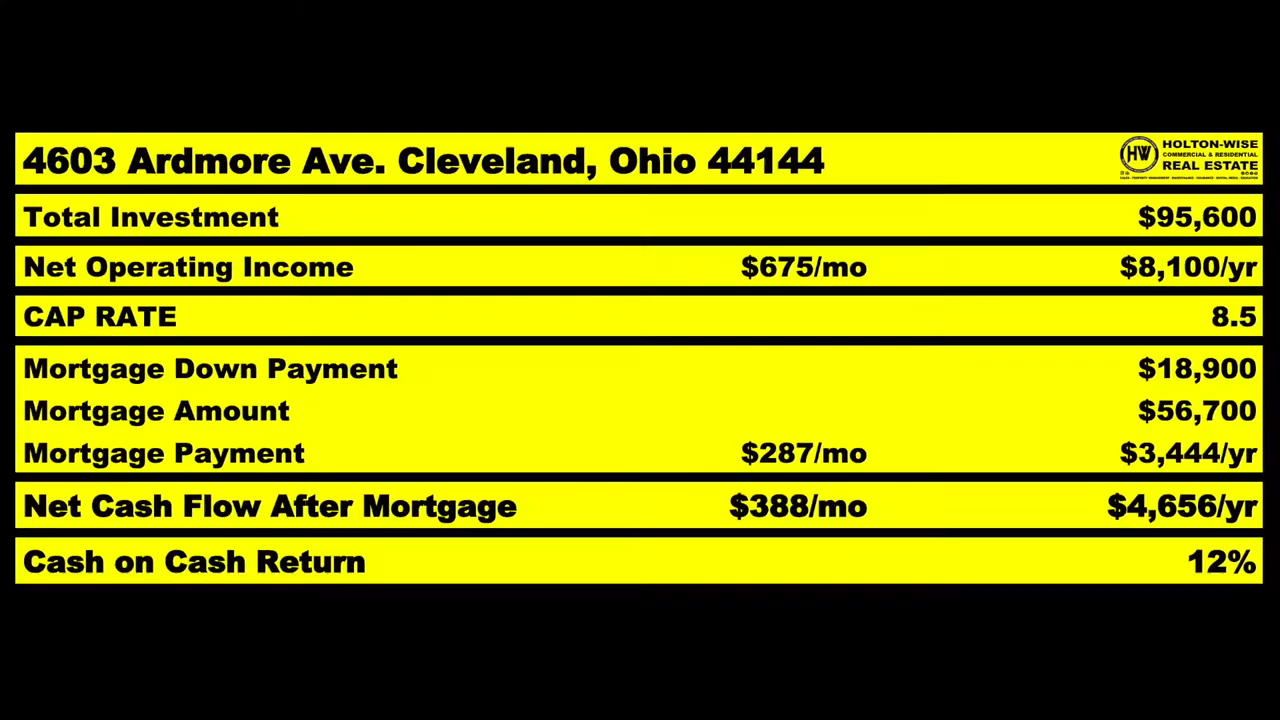 4603 Ardmore Ave. Cleveland, Ohio 44144
HW
HOLTON-WISE
COMMERCIAL & RESIDENTIAL
REAL ESTATE
Total Investment $95,600
Net Operating Income $675/mo $8,100/yr
CAP RATE 8.5
Mortgage Down Payment $18,900
Mortgage Amount $56,700
Mortgage Payment $287/mo $3,444/yr
Net Cash Flow After Mortgage $388/mo $4,656/yr
Cash on Cash Return 12%